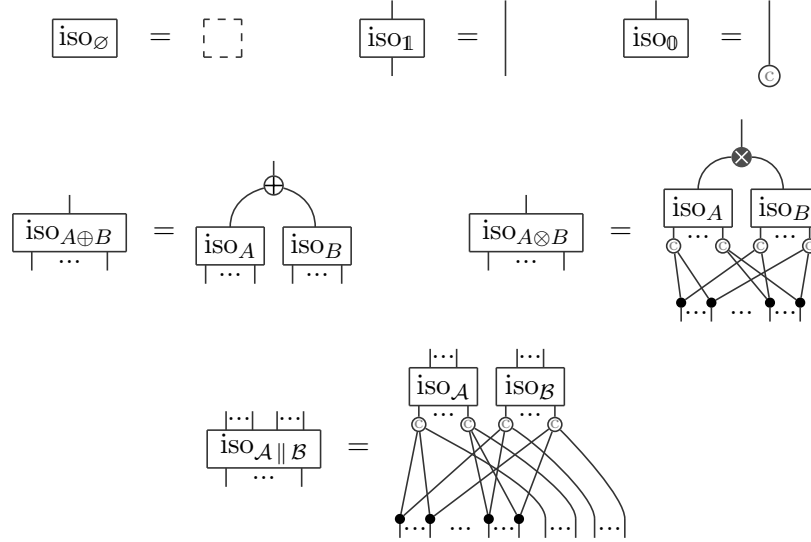 iso∅ = iso𝟙 = iso𝟘 = c
iso_{A⊕B} = iso_A ... iso_B ... iso_{A⊗B} = iso_A iso_B
... ... c c c c
... ... ...
iso_{𝒜∥ℬ} = iso_𝒜 iso_ℬ
... ... ... c c c c
... ... ... ... ...